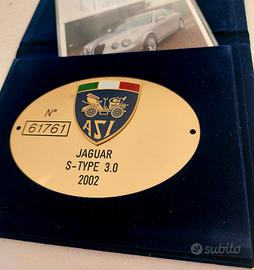 N°
61761
ASI
JAGUAR
S-TYPE 3.0
2002
subito